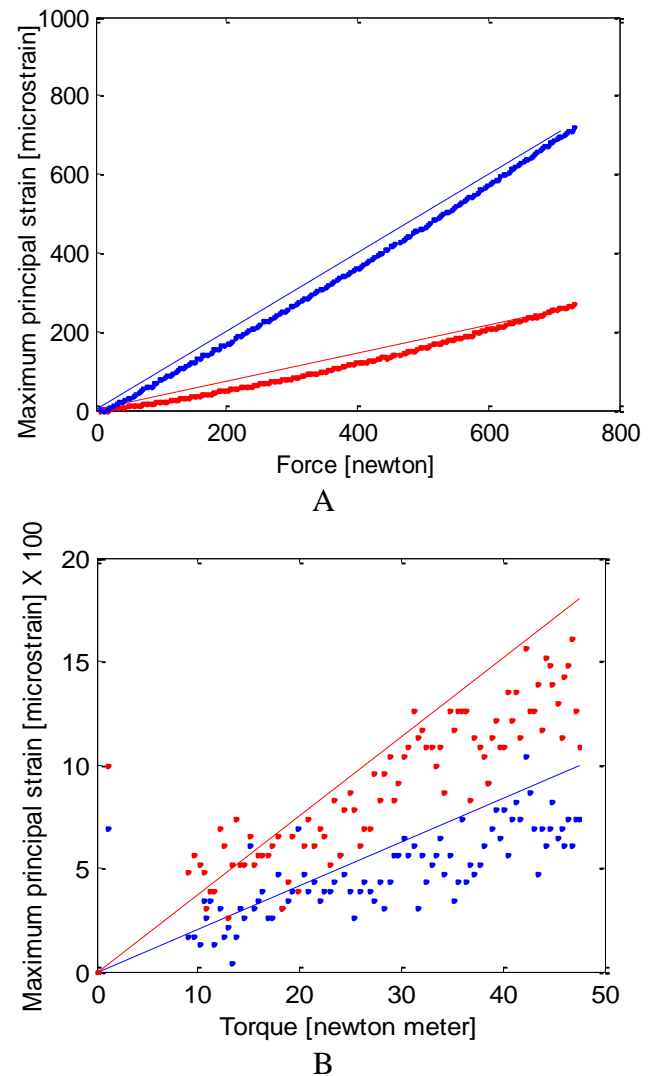 Maximum principal strain [microstrain]
1000
800
600
400
200
0
0 200 400 600 800
Force [newton]
A
Maximum principal strain [microstrain] X 100
20
15
10
5
0
0 10 20 30 40 50
Torque [newton meter]
B